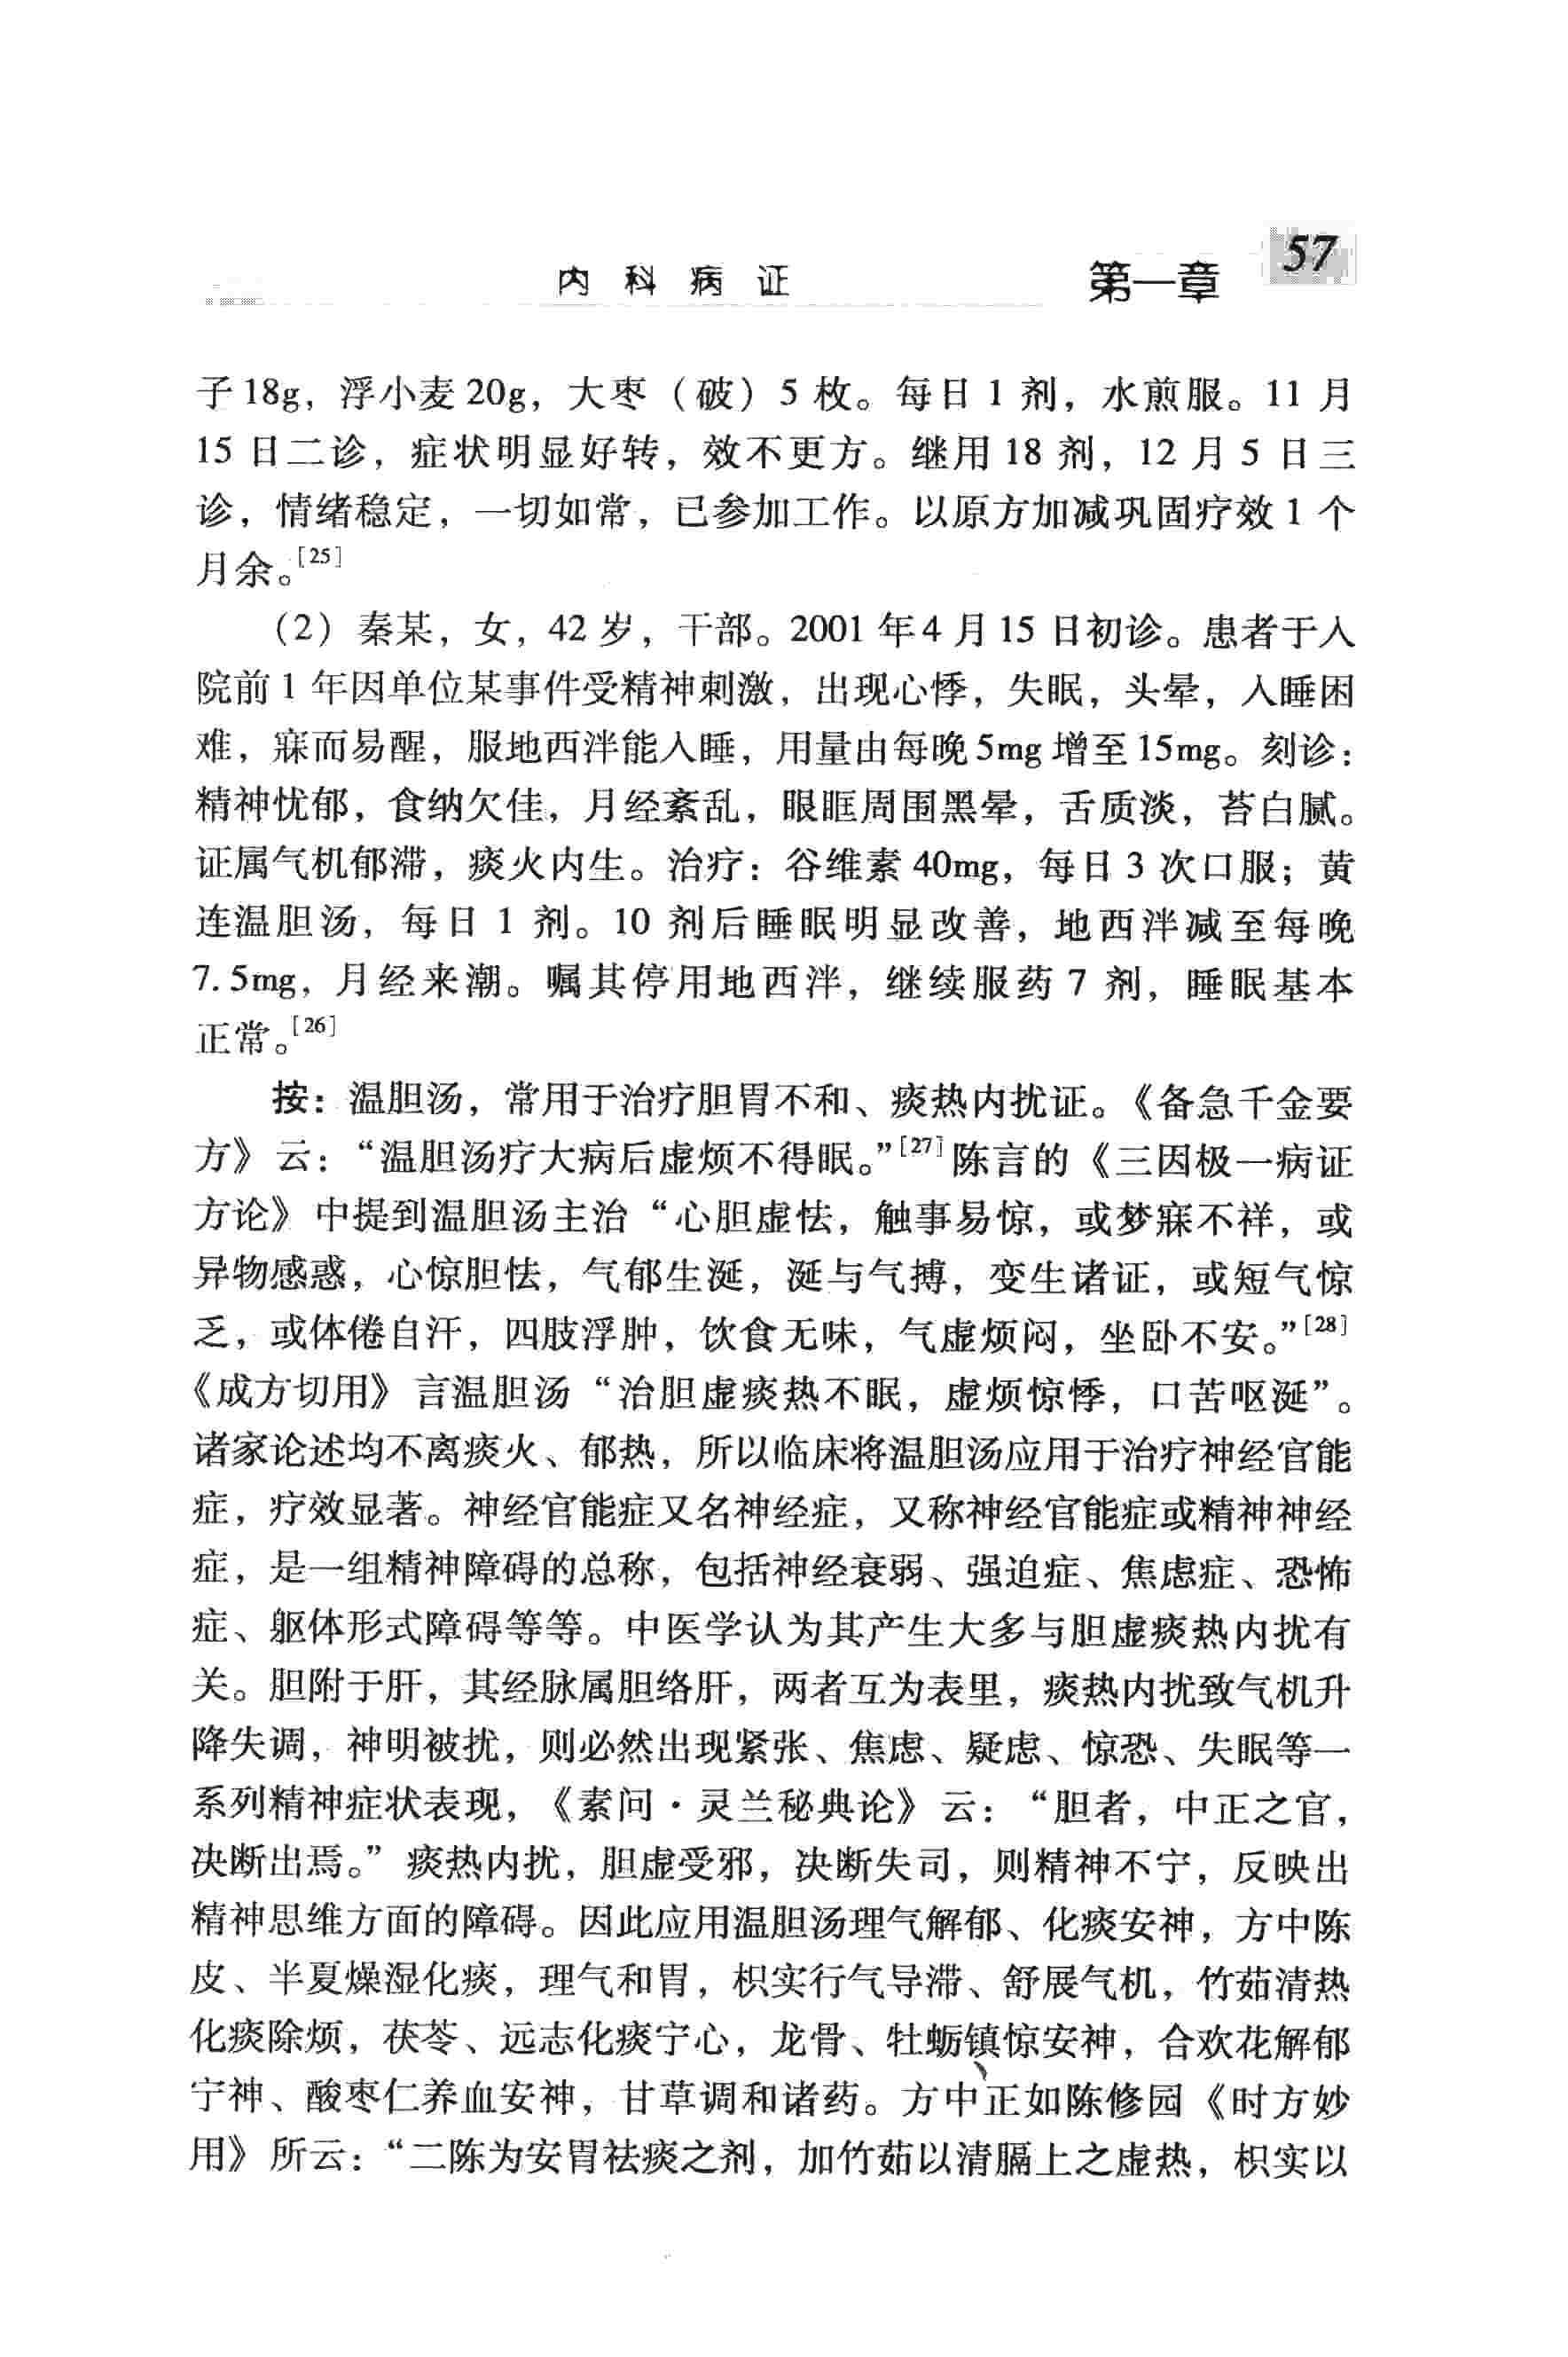 内科病证
第一章
57
子18g，浮小麦20g，大枣（破）5枚。每日1剂，水煎服。11月
15日二诊，症状明显好转，效不更方。继用18剂，12月5日三
诊，情绪稳定，一切如常，已参加工作。以原方加减巩固疗效1个
月余。[25]
（2）秦某，女，42岁，干部。2001年4月15日初诊。患者于入
院前1年因单位某事件受精神刺激，出现心悸，失眠，头晕，入睡困
难，寐而易醒，服地西泮能入睡，用量由每晚5mg增至15mg。刻诊：
精神忧郁，食纳欠佳，月经紊乱，眼眶周围黑晕，舌质淡，苔白腻。
证属气机郁滞，痰火内生。治疗：谷维素40mg，每日3次口服；黄
连温胆汤，每日1剂。10剂后睡眠明显改善，地西泮减至每晚
7.5mg，月经来潮。嘱其停用地西泮，继续服药7剂，睡眠基本
正常。[26]
按：温胆汤，常用于治疗胆胃不和、痰热内扰证。《备急千金要
方》云：“温胆汤疗大病后虚烦不得眠。”[27]陈言的《三因极一病证
方论》中提到温胆汤主治“心胆虚怯，触事易惊，或梦寐不祥，或
异物感惑，心惊胆怯，气郁生涎，涎与气搏，变生诸证，或短气惊
乏，或体倦自汗，四肢浮肿，饮食无味，气虚烦闷，坐卧不安。”[28]
《成方切用》言温胆汤“治胆虚痰热不眠，虚烦惊悸，口苦呕涎”。
诸家论述均不离痰火、郁热，所以临床将温胆汤应用于治疗神经官能
症，疗效显著。神经官能症又名神经症，又称神经官能症或精神神经
症，是一组精神障碍的总称，包括神经衰弱、强迫症、焦虑症、恐怖
症、躯体形式障碍等等。中医学认为其产生大多与胆虚痰热内扰有
关。胆附于肝，其经脉属胆络肝，两者互为表里，痰热内扰致气机升
降失调，神明被扰，则必然出现紧张、焦虑、疑虑、惊恐、失眠等一
系列精神症状表现，《素问·灵兰秘典论》云：“胆者，中正之官，
决断出焉。”痰热内扰，胆虚受邪，决断失司，则精神不宁，反映出
精神思维方面的障碍。因此应用温胆汤理气解郁、化痰安神，方中陈
皮、半夏燥湿化痰，理气和胃，枳实行气导滞、舒展气机，竹茹清热
化痰除烦，茯苓、远志化痰宁心，龙骨、牡蛎镇惊安神，合欢花解郁
宁神、酸枣仁养血安神，甘草调和诸药。方中正如陈修园《时方妙
用》所云：“二陈为安胃祛痰之剂，加竹茹以清膈上之虚热，枳实以